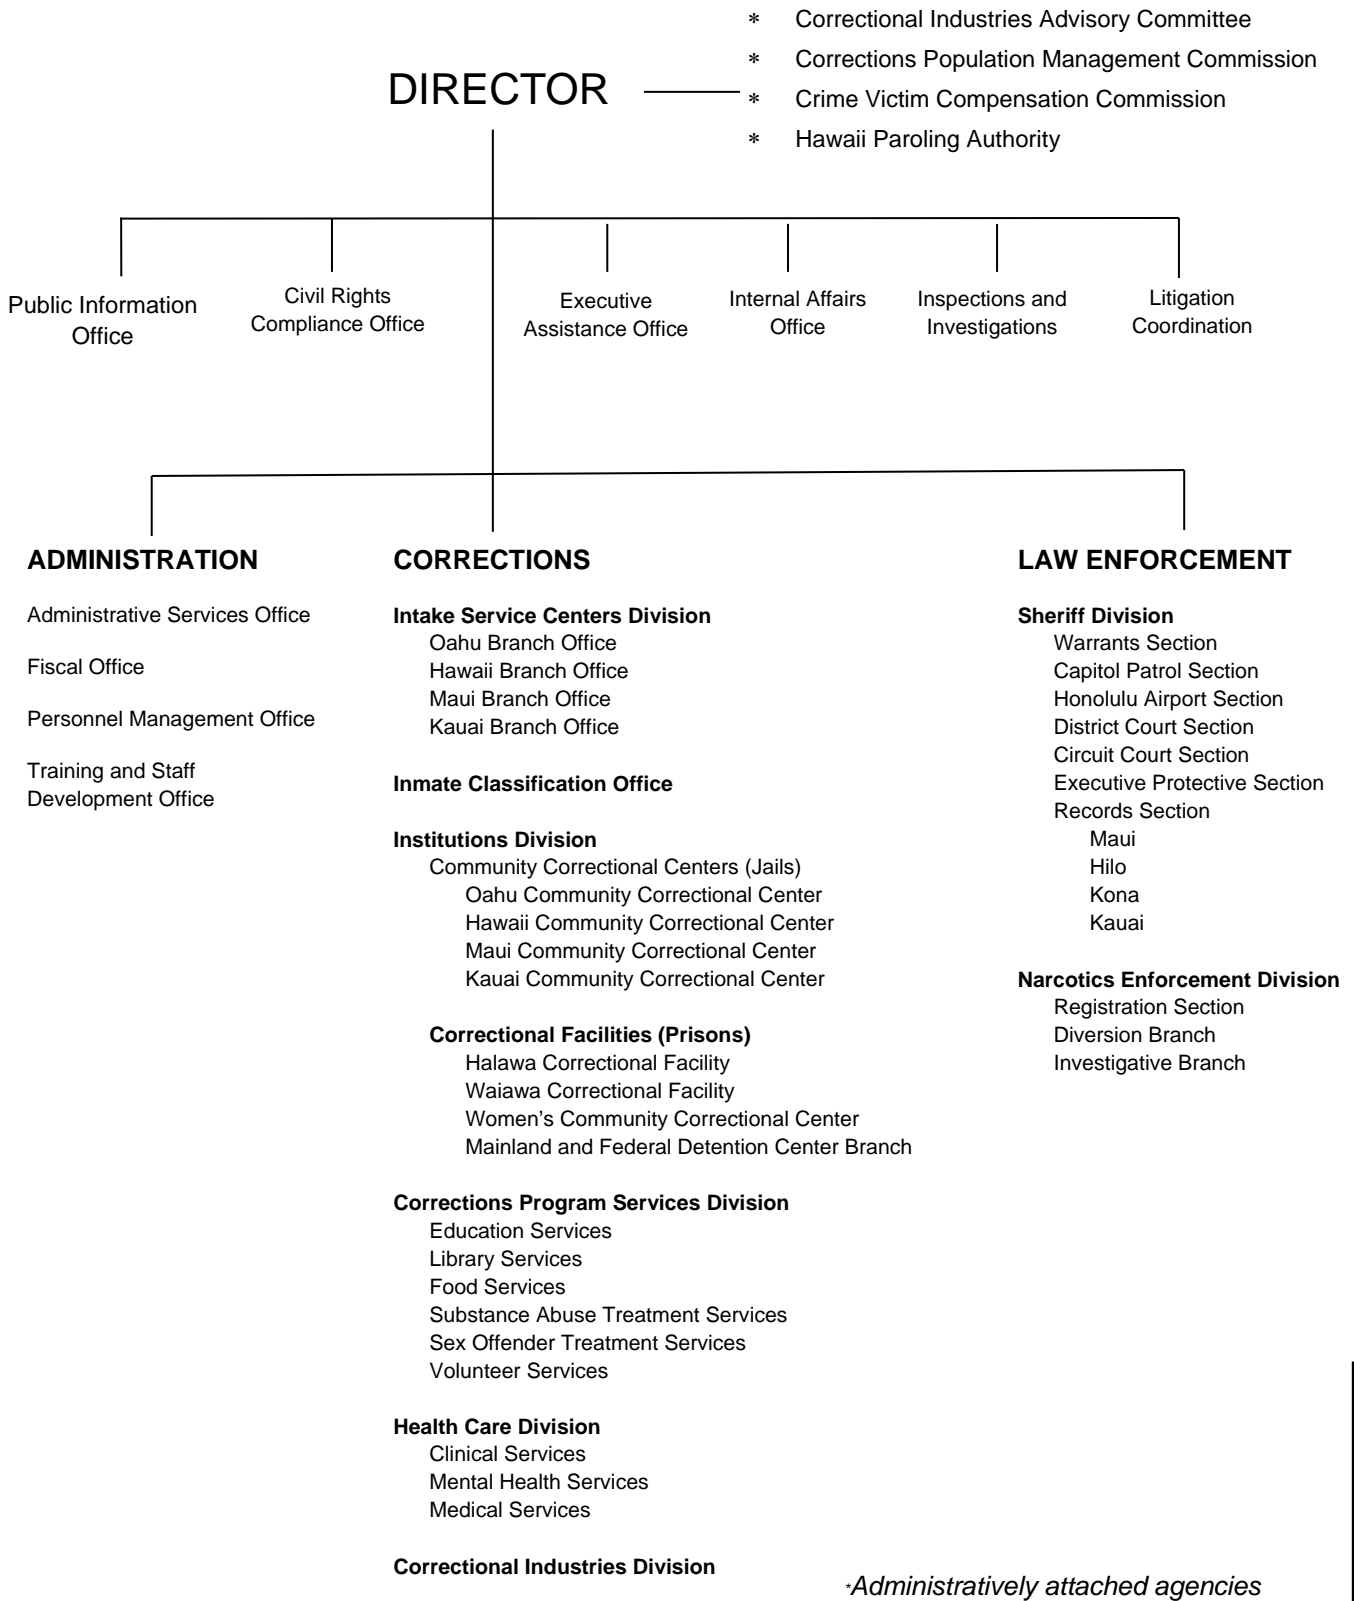 * Correctional Industries Advisory Committee
* Corrections Population Management Commission
DIRECTOR
* Crime Victim Compensation Commission
* Hawaii Paroling Authority
Public Information
Office
Civil Rights
Compliance Office
Executive
Assistance Office
Internal Affairs
Office
Inspections and
Investigations
Litigation
Coordination
ADMINISTRATION
Administrative Services Office
Fiscal Office
Personnel Management Office
Training and Staff
Development Office
CORRECTIONS
Intake Service Centers Division
Oahu Branch Office
Hawaii Branch Office
Maui Branch Office
Kauai Branch Office
Inmate Classification Office
Institutions Division
Community Correctional Centers (Jails)
Oahu Community Correctional Center
Hawaii Community Correctional Center
Maui Community Correctional Center
Kauai Community Correctional Center
Correctional Facilities (Prisons)
Halawa Correctional Facility
Waiawa Correctional Facility
Women’s Community Correctional Center
Mainland and Federal Detention Center Branch
Corrections Program Services Division
Education Services
Library Services
Food Services
Substance Abuse Treatment Services
Sex Offender Treatment Services
Volunteer Services
Health Care Division
Clinical Services
Mental Health Services
Medical Services
Correctional Industries Division
LAW ENFORCEMENT
Sheriff Division
Warrants Section
Capitol Patrol Section
Honolulu Airport Section
District Court Section
Circuit Court Section
Executive Protective Section
Records Section
Maui
Hilo
Kona
Kauai
Narcotics Enforcement Division
Registration Section
Diversion Branch
Investigative Branch
*Administratively attached agencies